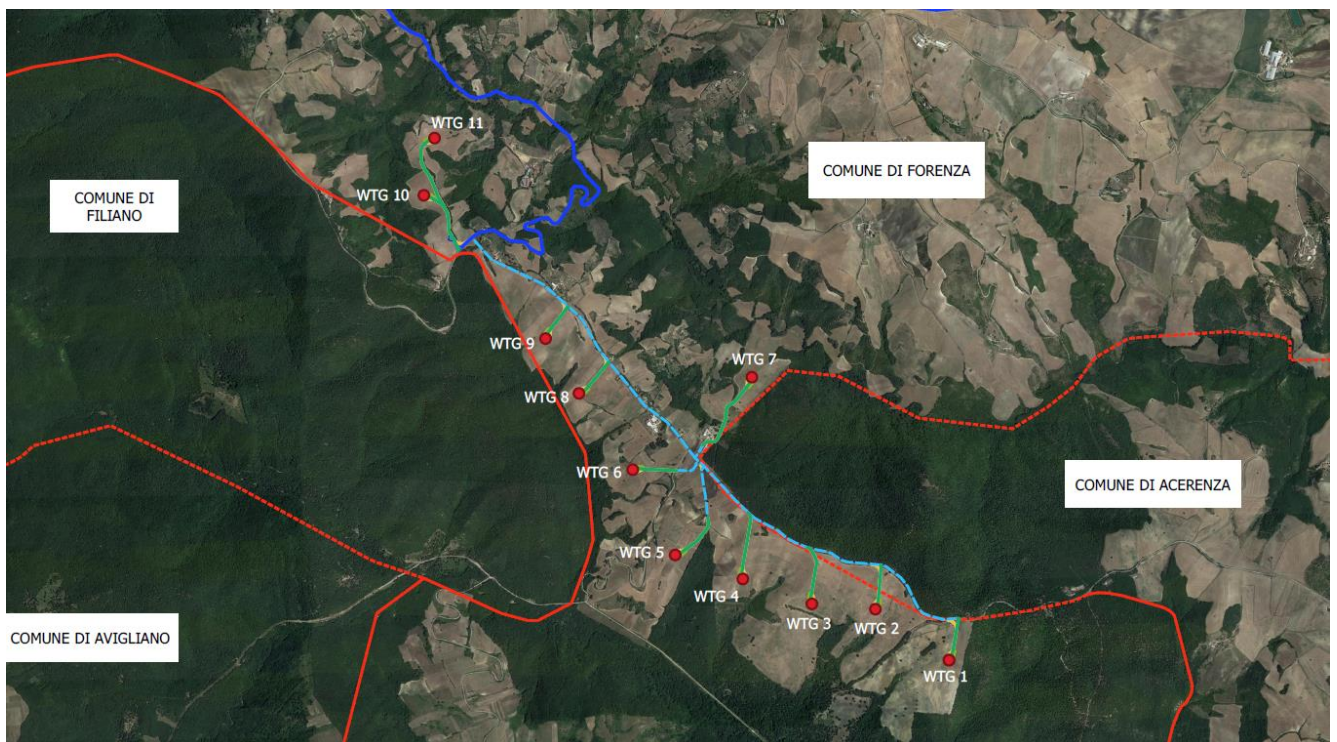 WTG 11
COMUNE DI FORENZA
COMUNE DI
FILIANO
WTG 10
WTG 9
WTG 7
WTG 8
WTG 6
COMUNE DI ACERENZA
WTG 5
WTG 4
WTG 3
WTG 2
COMUNE DI AVIGLIANO
WTG 1